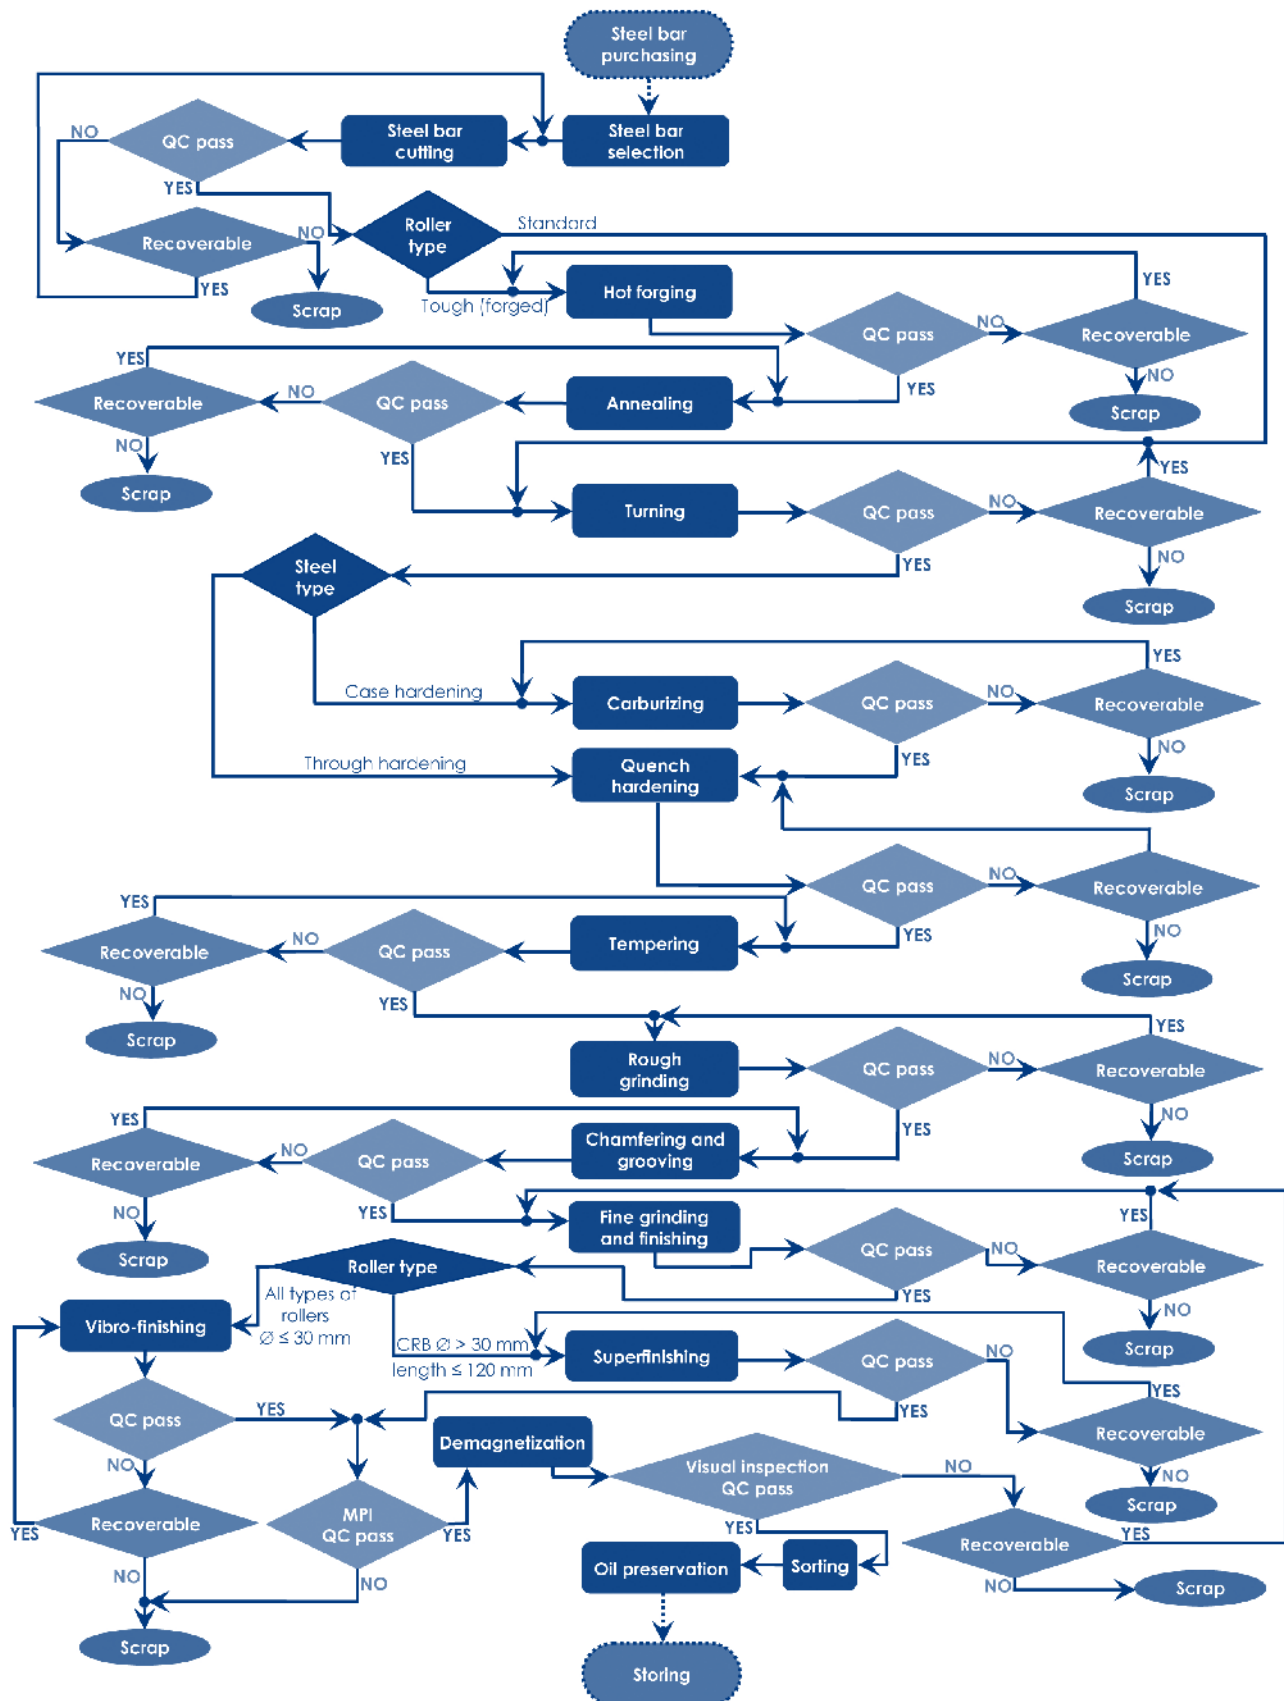 Steel bar
purchasing
NO
QC pass
Steel bar
cutting
Steel bar
selection
YES
Roller
type
Standard
Recoverable
NO
YES
Scrap
Tough (forged)
Hot forging
YES
QC pass
NO
Recoverable
YES
NO
Scrap
YES
Recoverable
NO
QC pass
Annealing
NO
YES
Scrap
Turning
QC pass
NO
YES
Recoverable
YES
NO
Scrap
Steel
type
Case hardening
Carburizing
QC pass
NO
YES
Recoverable
YES
NO
Scrap
Through hardening
Quench
hardening
QC pass
NO
Recoverable
YES
NO
Scrap
YES
Recoverable
NO
QC pass
Tempering
NO
YES
Scrap
Rough
grinding
QC pass
NO
YES
Recoverable
YES
NO
Scrap
YES
Recoverable
NO
QC pass
Chamfering and
grooving
NO
YES
Scrap
Fine grinding
and finishing
QC pass
NO
YES
Recoverable
YES
NO
Scrap
Roller type
All types of
rollers
Ø ≤ 30 mm
Vibro-finishing
CRB Ø > 30 mm
length ≤ 120 mm
Superfinishing
QC pass
NO
YES
YES
Recoverable
NO
Scrap
QC pass
YES
NO
Recoverable
YES
NO
Scrap
MPI
QC pass
YES
NO
Demagnetization
Visual inspection
QC pass
NO
YES
Recoverable
YES
NO
Scrap
Sorting
Oil preservation
Storing